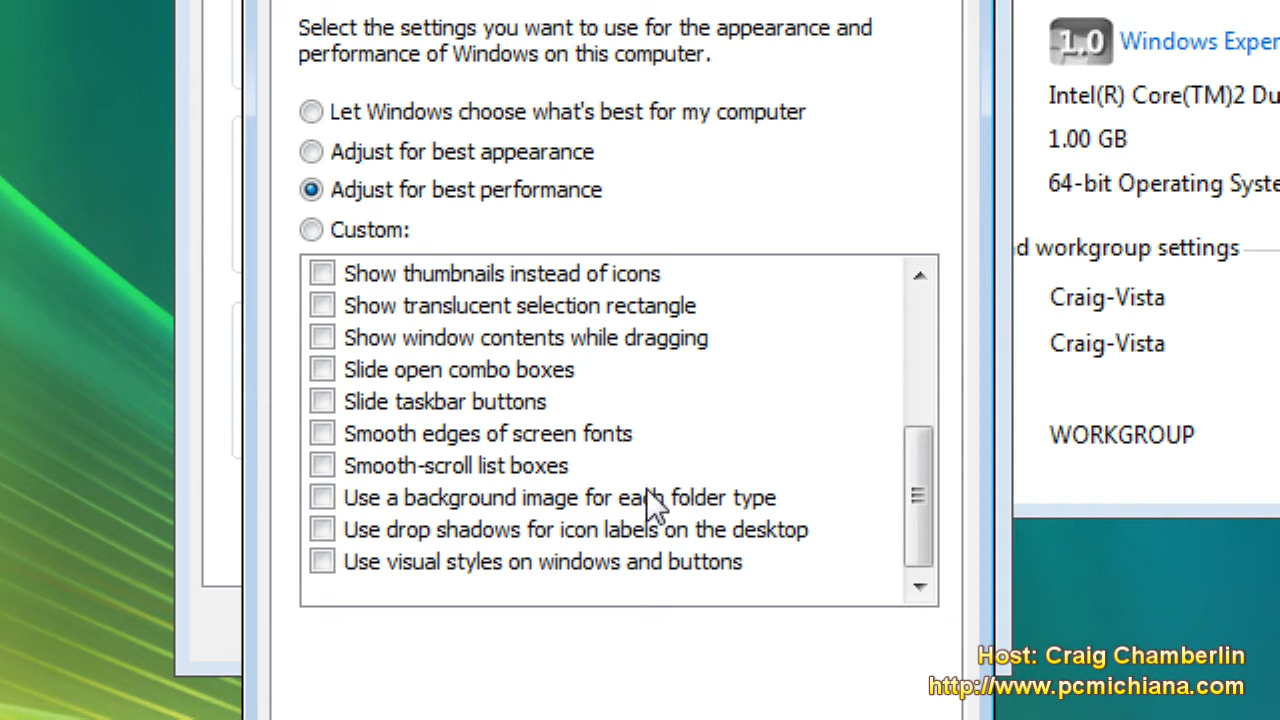 Select the settings you want to use for the appearance and
performance of Windows on this computer.
Let Windows choose what's best for my computer
Adjust for best appearance
Adjust for best performance
Custom:
Show thumbnails instead of icons
Show translucent selection rectangle
Show window contents while dragging
Slide open combo boxes
Slide taskbar buttons
Smooth edges of screen fonts
Smooth-scroll list boxes
Use a background image for each folder type
Use drop shadows for icon labels on the desktop
Use visual styles on windows and buttons
1.0 Windows Exper
Intel(R) Core(TM)2 Du
1.00 GB
64-bit Operating Syste
d workgroup settings
Craig-Vista
Craig-Vista
WORKGROUP
Host: Craig Chamberlin
http://www.pcmichiana.com